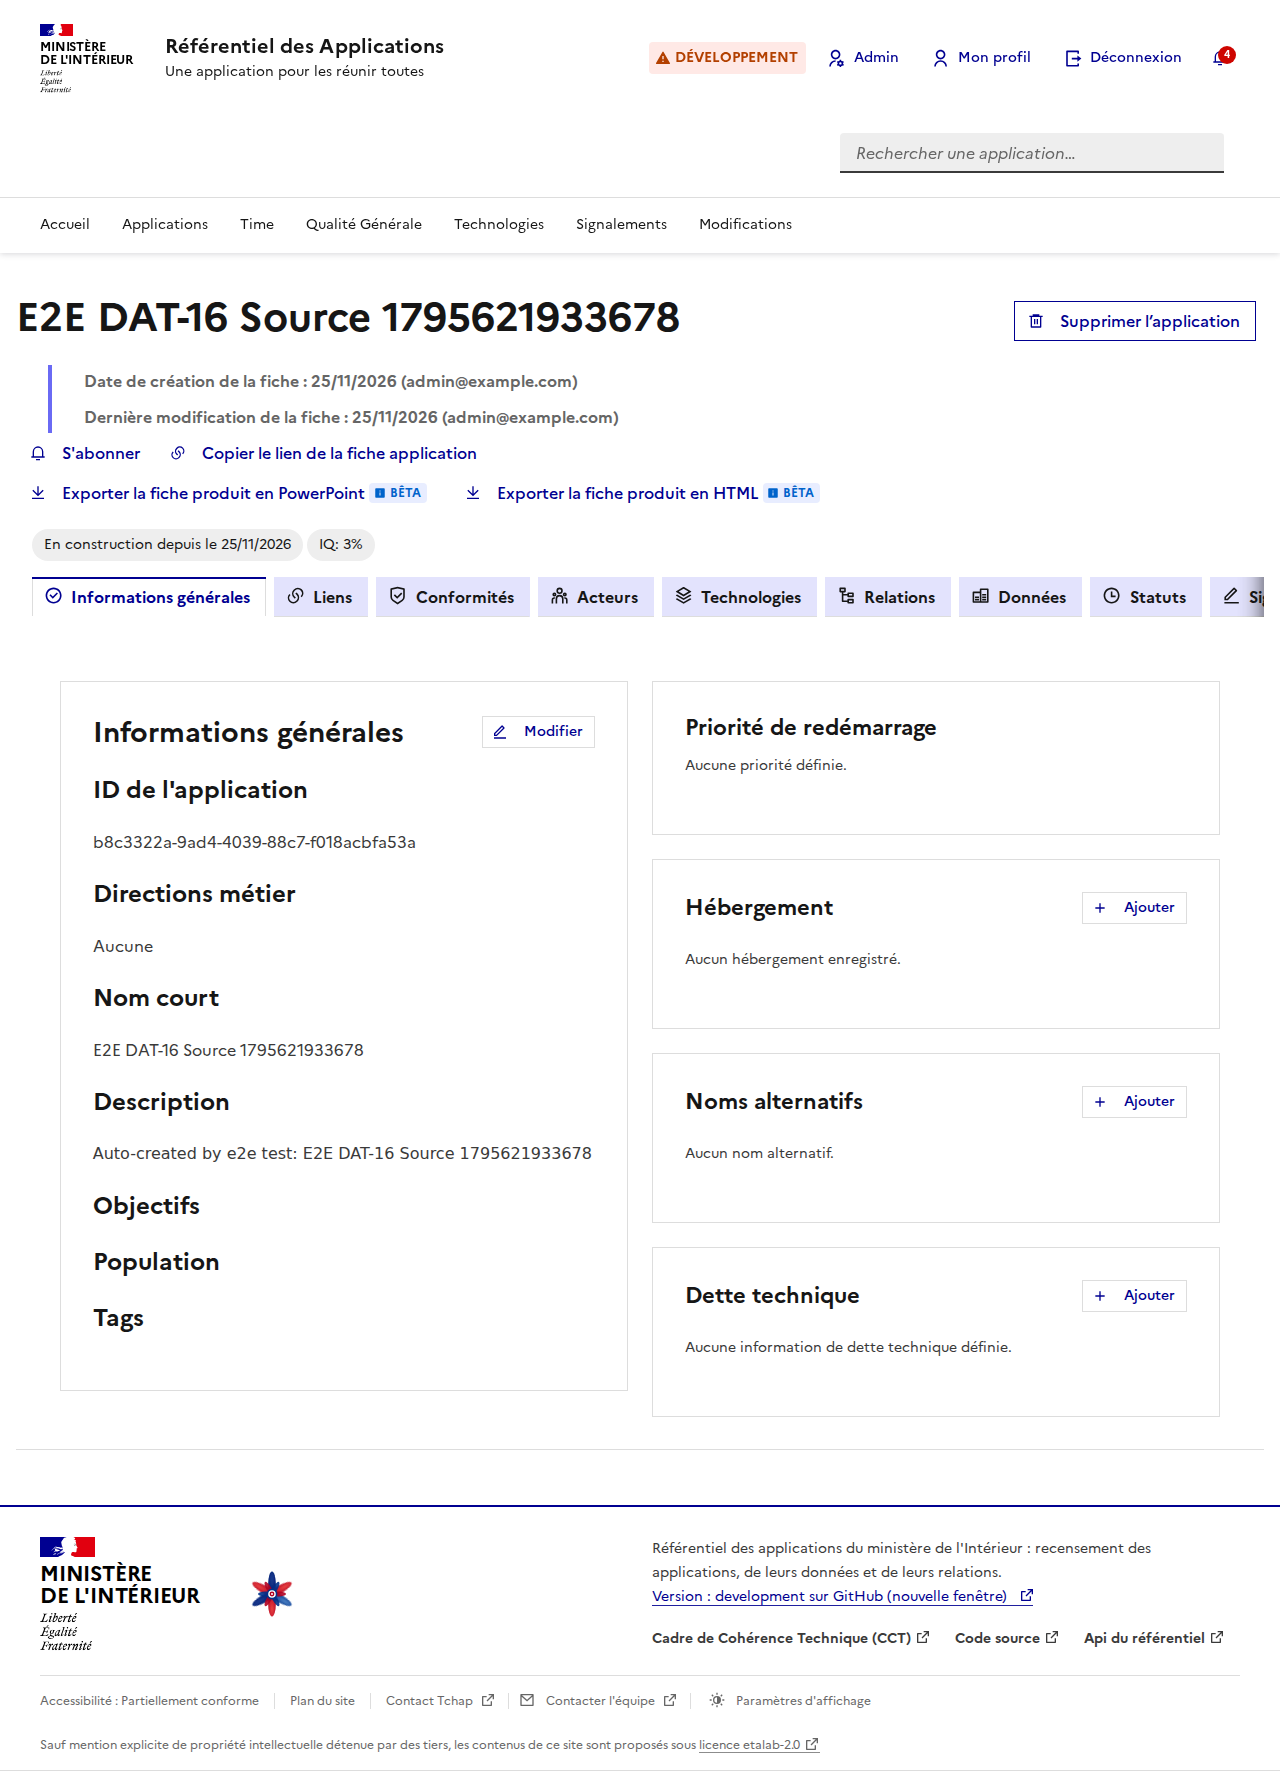 MINISTÈRE
DE L'INTÉRIEUR
Liberté
Égalité
Fraternité
Référentiel des Applications
Une application pour les réunir toutes
DÉVELOPPEMENT
Admin
Mon profil
Déconnexion
4
Rechercher une application...
Accueil
Applications
Time
Qualité Générale
Technologies
Signalements
Modifications
E2E DAT-16 Source 1795621933678
Supprimer l’application
Date de création de la fiche : 25/11/2026 (admin@example.com)
Dernière modification de la fiche : 25/11/2026 (admin@example.com)
S'abonner
Copier le lien de la fiche application
Exporter la fiche produit en PowerPoint BÊTA
Exporter la fiche produit en HTML BÊTA
En construction depuis le 25/11/2026
IQ: 3%
Informations générales
Liens
Conformités
Acteurs
Technologies
Relations
Données
Statuts
Informations générales
Modifier
ID de l'application
b8c3322a-9ad4-4039-88c7-f018acbfa53a
Directions métier
Aucune
Nom court
E2E DAT-16 Source 1795621933678
Description
Auto-created by e2e test: E2E DAT-16 Source 1795621933678
Objectifs
Population
Tags
Priorité de redémarrage
Aucune priorité définie.
Hébergement
Ajouter
Aucun hébergement enregistré.
Noms alternatifs
Ajouter
Aucun nom alternatif.
Dette technique
Ajouter
Aucune information de dette technique définie.
MINISTÈRE
DE L'INTÉRIEUR
Liberté
Égalité
Fraternité
Référentiel des applications du ministère de l'Intérieur : recensement des
applications, de leurs données et de leurs relations.
Version : development sur GitHub (nouvelle fenêtre)
Cadre de Cohérence Technique (CCT)
Code source
Api du référentiel
Accessibilité : Partiellement conforme
Plan du site
Contact Tchap
Contacter l'équipe
Paramètres d'affichage
Sauf mention explicite de propriété intellectuelle détenue par des tiers, les contenus de ce site sont proposés sous licence etalab-2.0